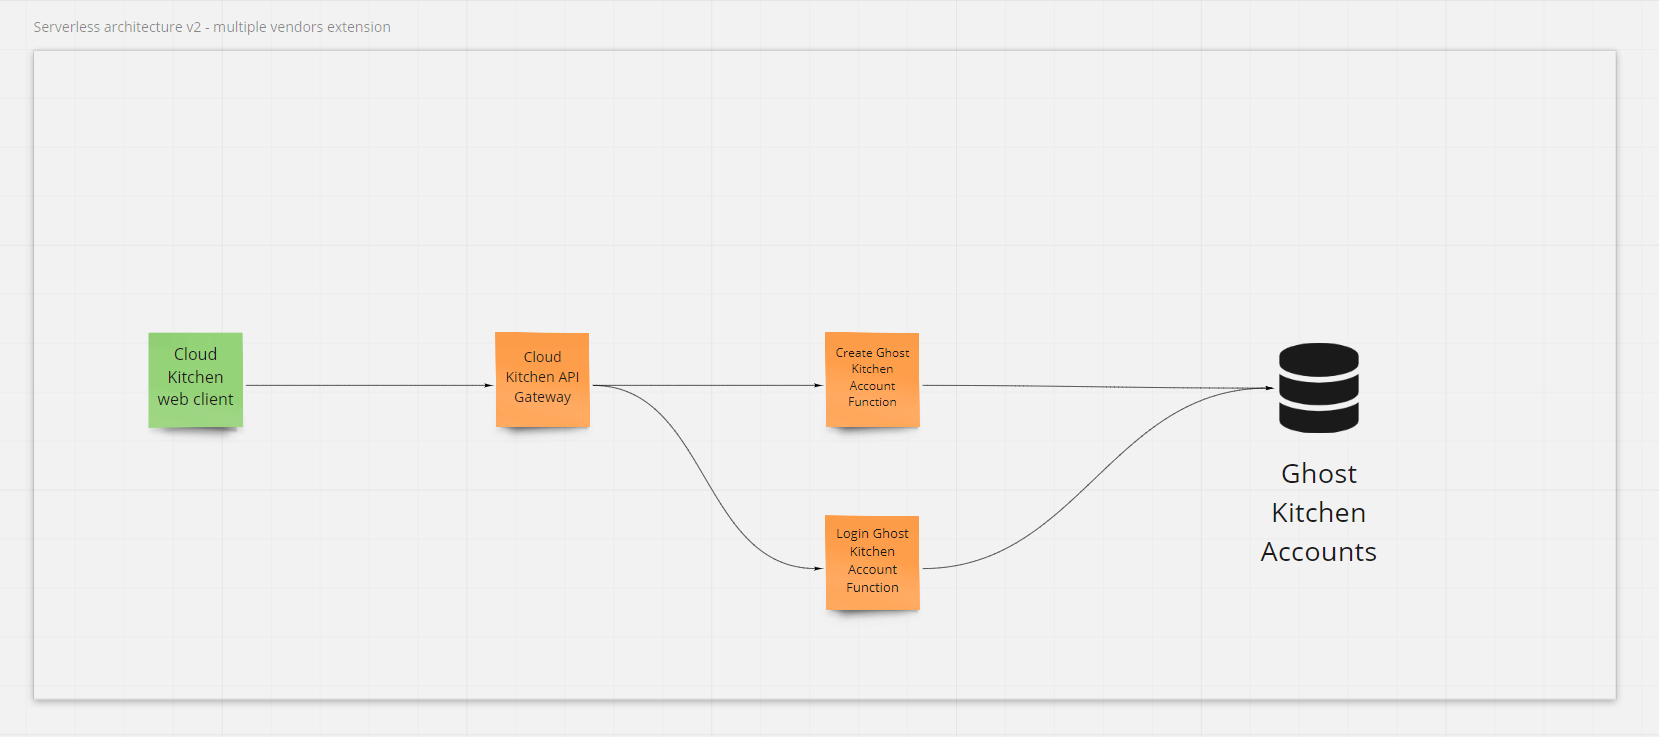 Serverless architecture v2 - multiple vendors extension
Cloud
Kitchen
web client
Cloud
Kitchen API
Gateway
Create Ghost
Kitchen
Account
Function
Login Ghost
Kitchen
Account
Function
Ghost
Kitchen
Accounts